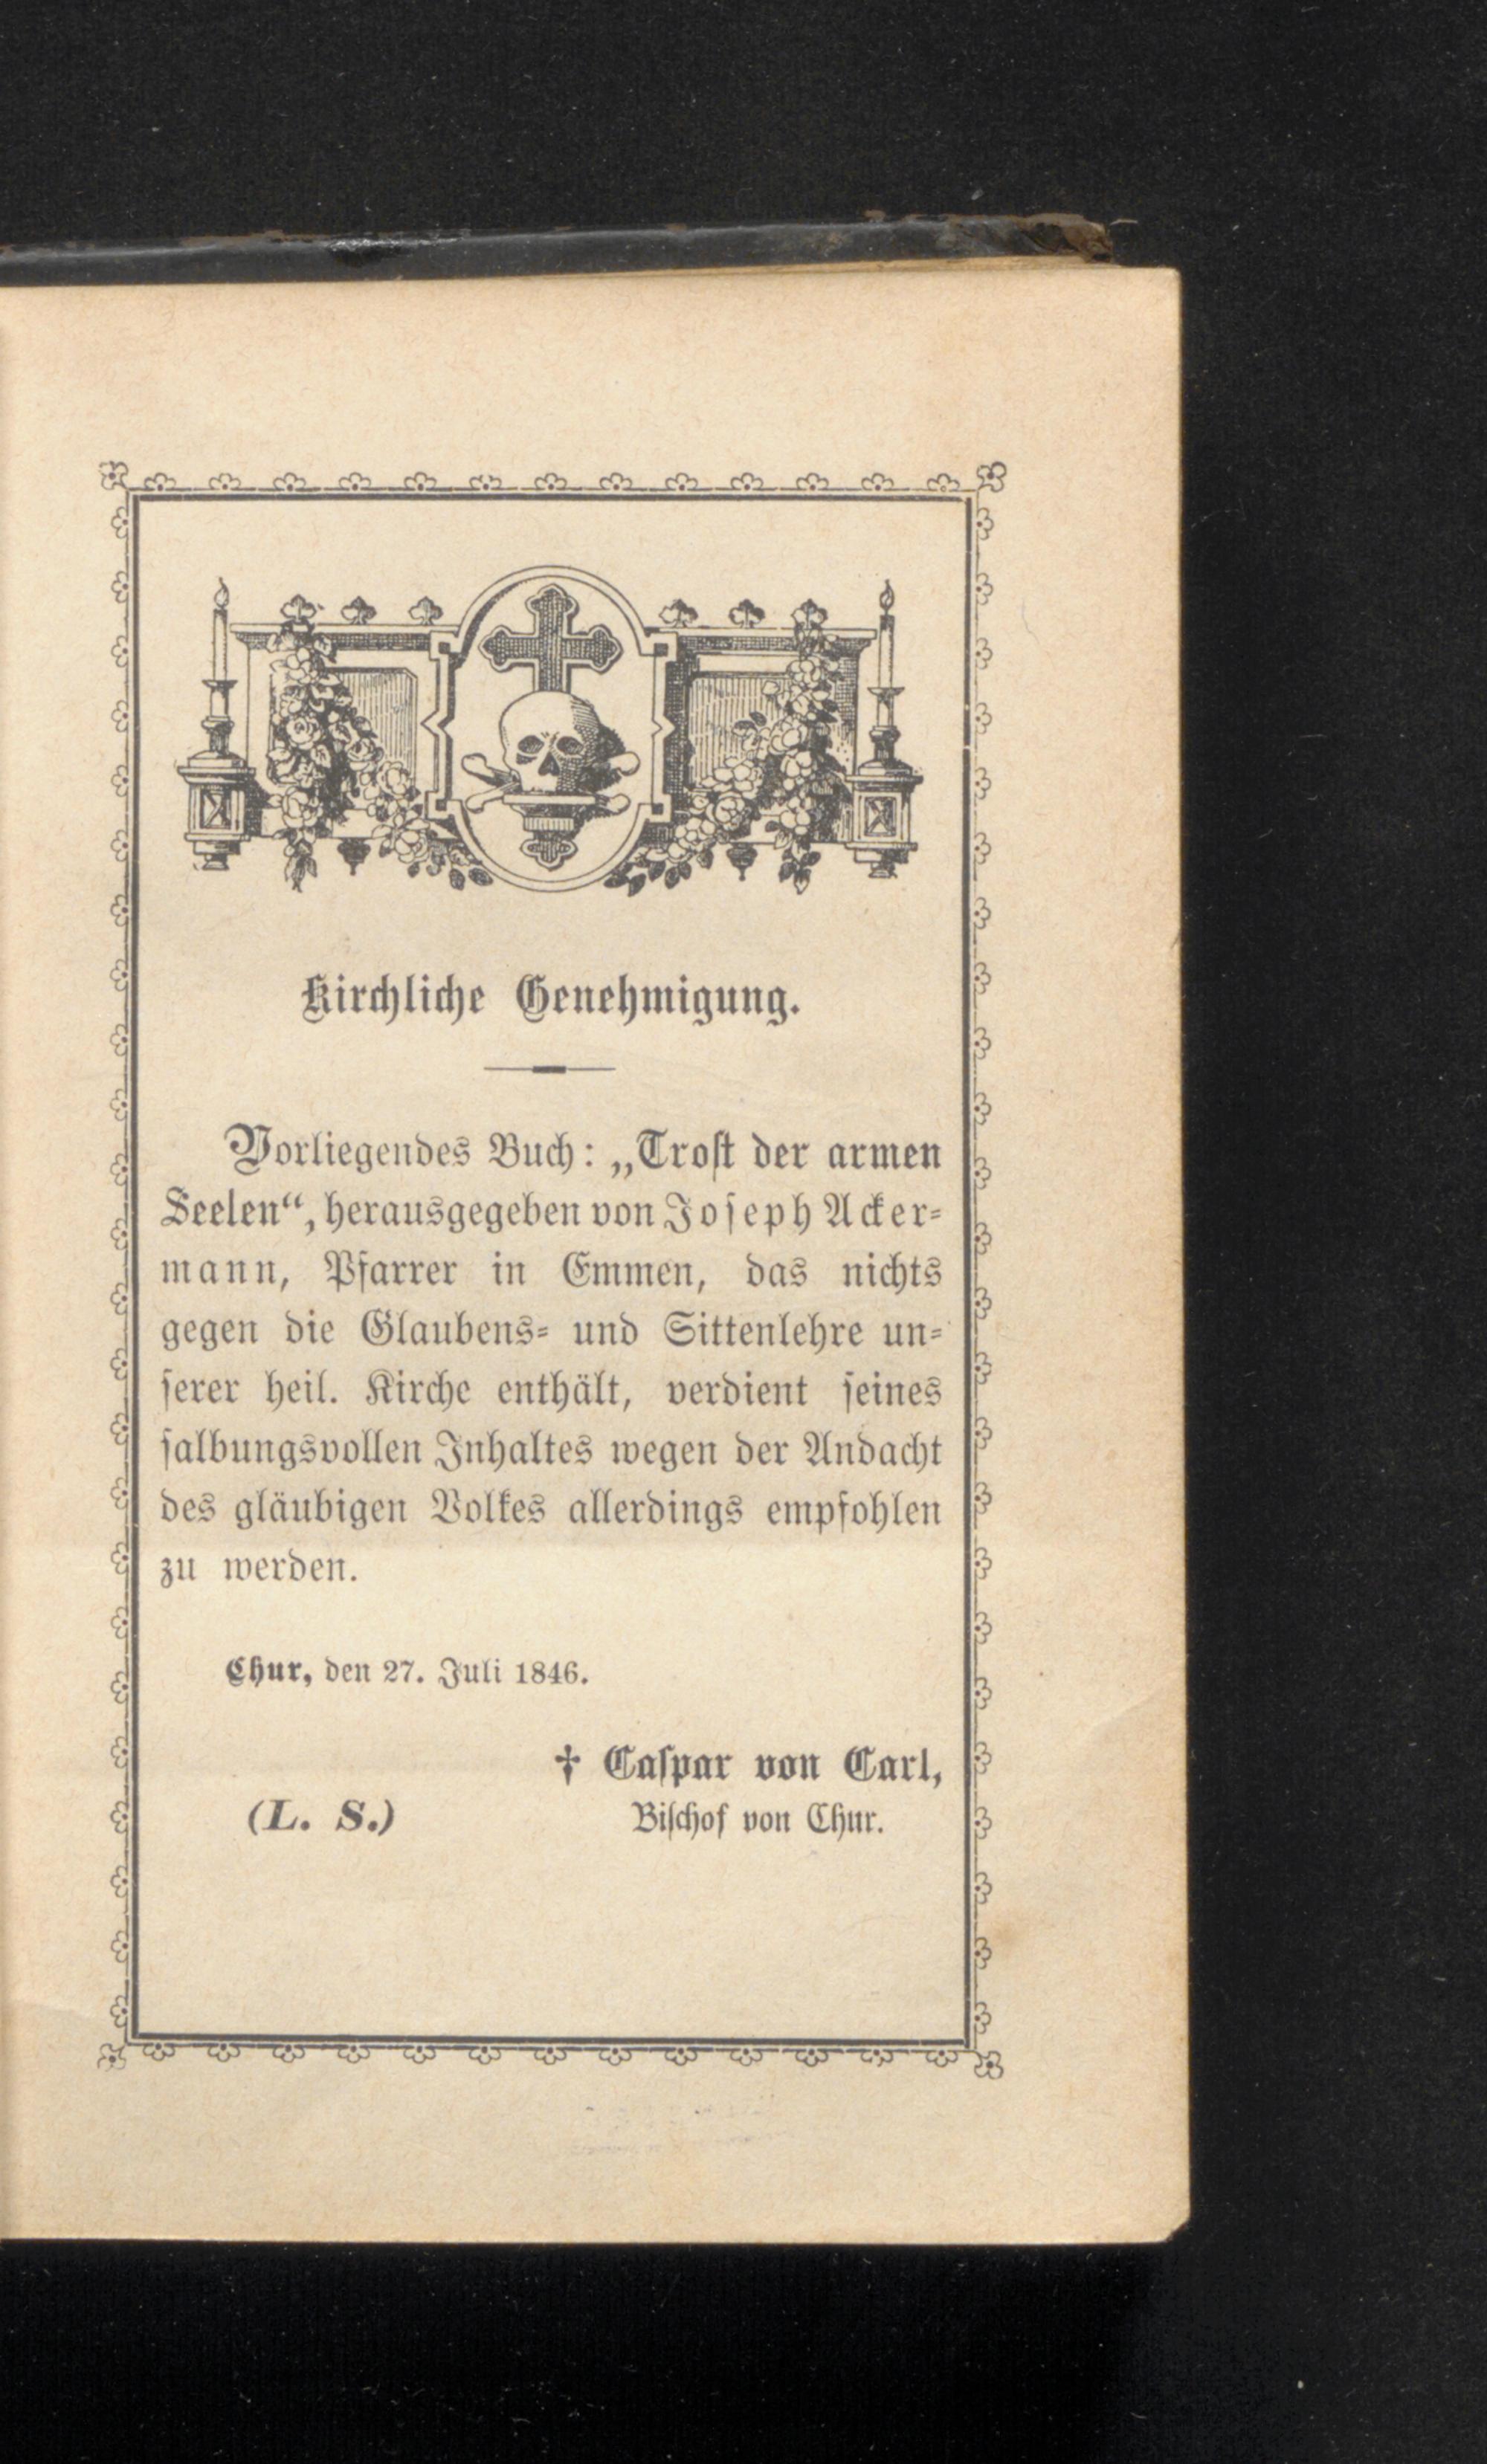 Kirchliche Genehmigung.
Vorliegendes Buch: „Troſt der armen
Seelen“, herausgegeben von Joſeph Acker⸗
mann, Pfarrer in Emmen, das nichts
gegen die Glaubens⸗ und Sittenlehre un⸗
ſerer heil. Kirche enthält, verdient ſeines
ſalbungsvollen Inhaltes wegen der Andacht
des gläubigen Volkes allerdings empfohlen
zu werden.
Chur, den 27. Juli 1846.
† Caſpar von Carl,
(L. S.) Biſchof von Chur.